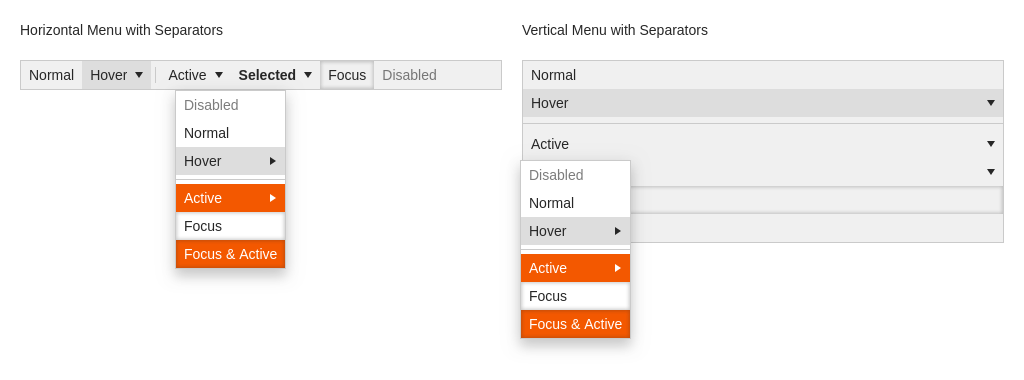 Horizontal Menu with Separators
Normal Hover Active Selected Focus Disabled
Disabled
Normal
Hover
Active
Focus
Focus & Active
Vertical Menu with Separators
Normal
Hover
Active
Disabled
Normal
Hover
Active
Focus
Focus & Active